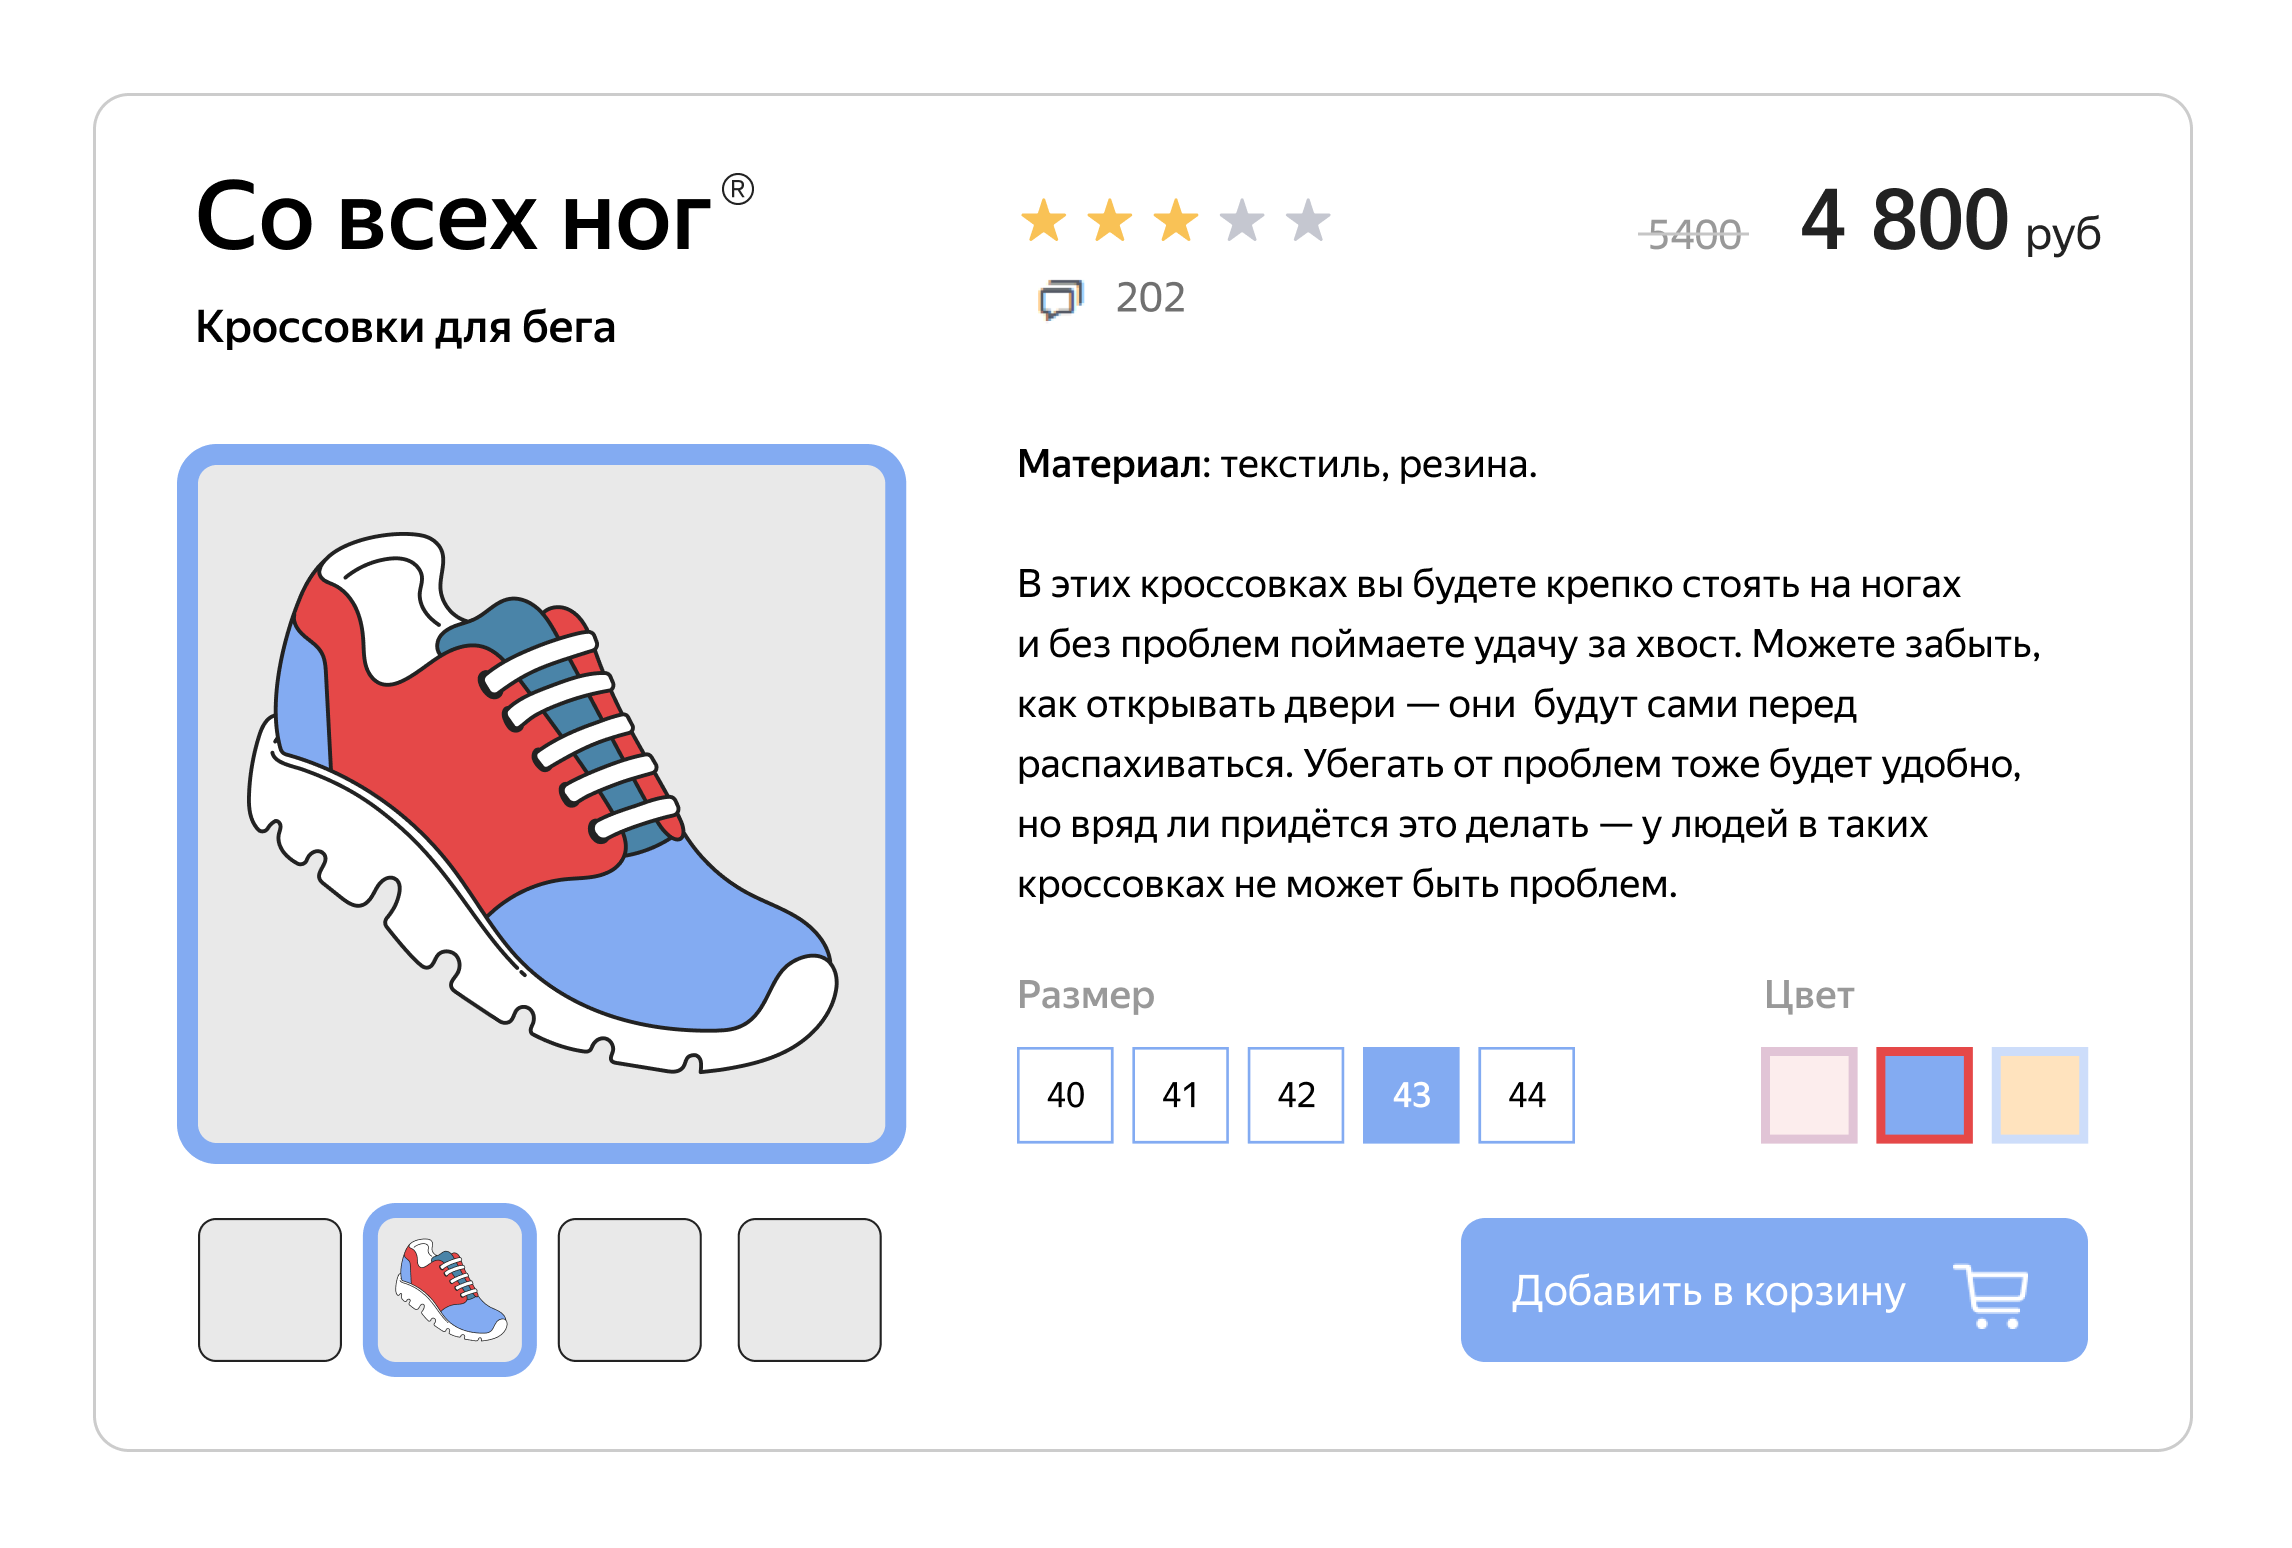 Со всех ног®
Кроссовки для бега
202
5400 4 800 руб
Материал: текстиль, резина.
В этих кроссовках вы будете крепко стоять на ногах
и без проблем поймаете удачу за хвост. Можете забыть,
как открывать двери — они  будут сами перед
распахиваться. Убегать от проблем тоже будет удобно,
но вряд ли придётся это делать — у людей в таких
кроссовках не может быть проблем.
Размер
40 41 42 43 44
Цвет
Добавить в корзину